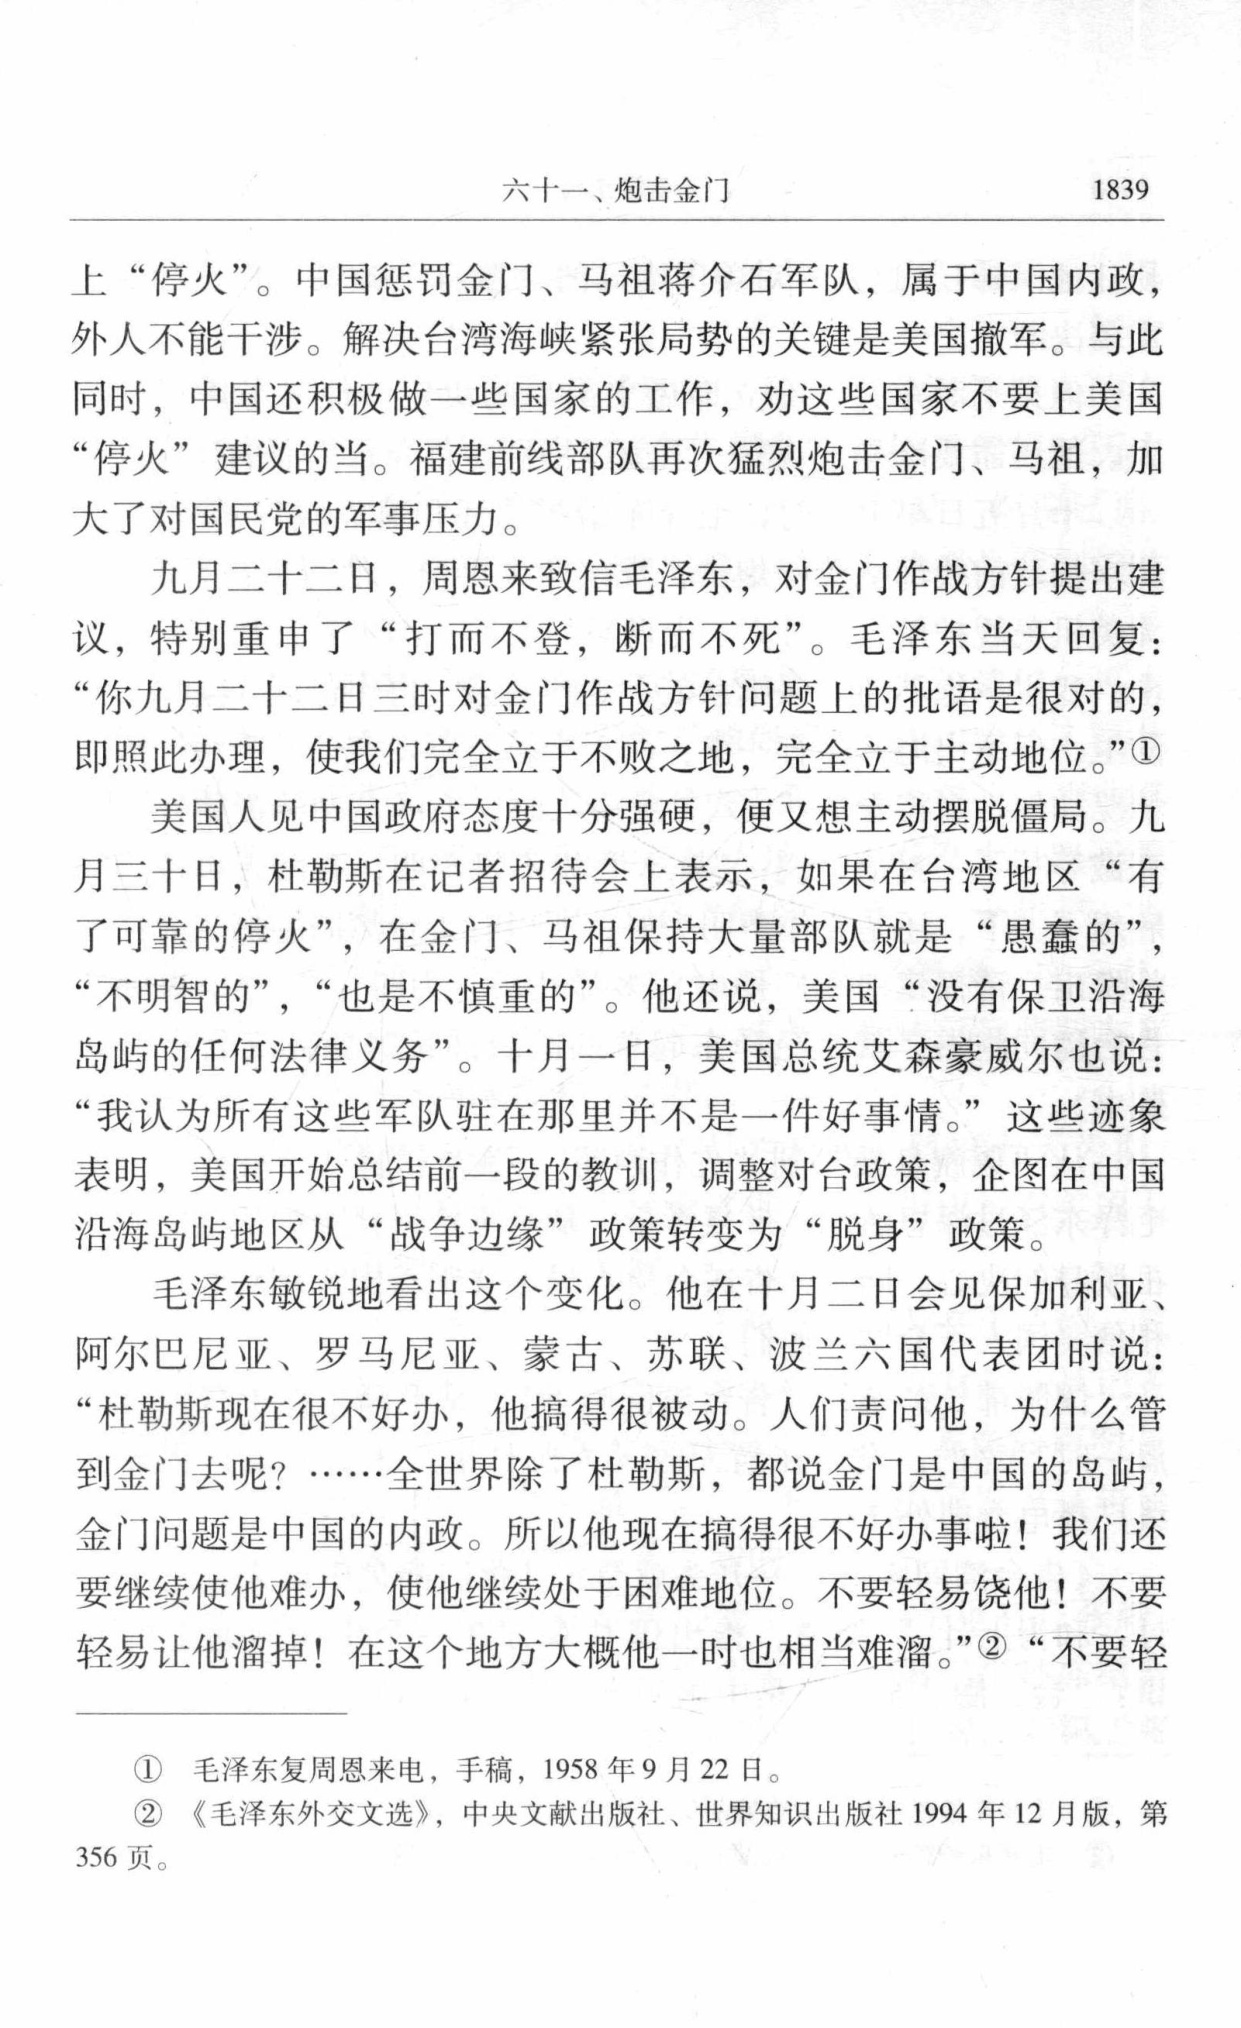 六十一、炮击金门 1839
上“停火”。中国惩罚金门、马祖蒋介石军队，属于中国内政，
外人不能干涉。解决台湾海峡紧张局势的关键是美国撤军。与此
同时，中国还积极做一些国家的工作，劝这些国家不要上美国
“停火”建议的当。福建前线部队再次猛烈炮击金门、马祖，加
大了对国民党的军事压力。
九月二十二日，周恩来致信毛泽东，对金门作战方针提出建
议，特别重申了“打而不登，断而不死”。毛泽东当天回复：
“你九月二十二日三时对金门作战方针问题上的批语是很对的，
即照此办理，使我们完全立于不败之地，完全立于主动地位。”①
美国人见中国政府态度十分强硬，便又想主动摆脱僵局。九
月三十日，杜勒斯在记者招待会上表示，如果在台湾地区“有
了可靠的停火”，在金门、马祖保持大量部队就是“愚蠢的”，
“不明智的”，“也是不慎重的”。他还说，美国“没有保卫沿海
岛屿的任何法律义务”。十月一日，美国总统艾森豪威尔也说：
“我认为所有这些军队驻在那里并不是一件好事情。”这些迹象
表明，美国开始总结前一段的教训，调整对台政策，企图在中国
沿海岛屿地区从“战争边缘”政策转变为“脱身”政策。
毛泽东敏锐地看出这个变化。他在十月二日会见保加利亚、
阿尔巴尼亚、罗马尼亚、蒙古、苏联、波兰六国代表团时说：
“杜勒斯现在很不好办，他搞得很被动。人们责问他，为什么管
到金门去呢？……全世界除了杜勒斯，都说金门是中国的岛屿，
金门问题是中国的内政。所以他现在搞得很不好办事啦！我们还
要继续使他难办，使他继续处于困难地位。不要轻易饶他！不要
轻易让他溜掉！在这个地方大概他一时也相当难溜。”②“不要轻
① 毛泽东复周恩来电，手稿，1958年9月22日。
② 《毛泽东外交文选》，中央文献出版社、世界知识出版社1994年12月版，第
356页。